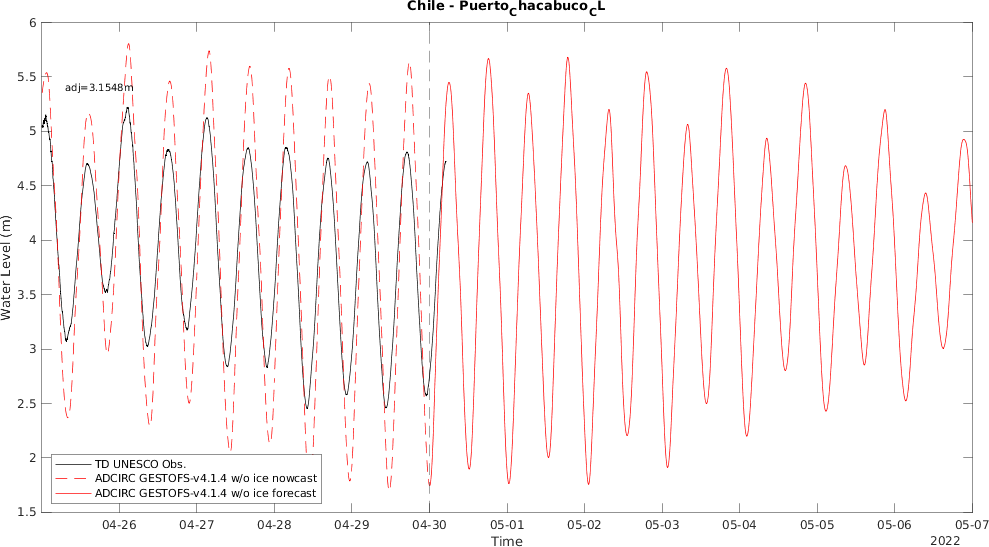 Chile - Puerto_Chacabuco_CL
6
5.5
5
4.5
4
3.5
3
2.5
2
1.5
Water Level (m)
adj=3.1548m
TD UNESCO Obs.
ADCIRC GESTOFS-v4.1.4 w/o ice nowcast
ADCIRC GESTOFS-v4.1.4 w/o ice forecast
04-26 04-27 04-28 04-29 04-30 05-01 05-02 05-03 05-04 05-05 05-06 05-07
Time
2022